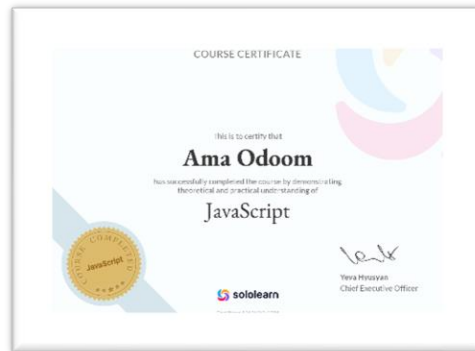 COURSE CERTIFICATE
This is to certify that
Ama Odoom
has successfully completed the course by demonstrating
theoretical and practical understanding of
JavaScript
COURSE COMPLETED
JavaScript
Yeva Hyusyan
Chief Executive Officer
sololearn